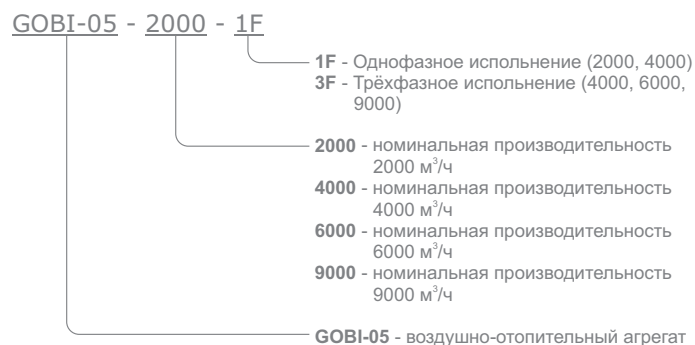 GOBI-05 - 2000 - 1F
1F - Однофазное испольнение (2000, 4000)
3F - Трёхфазное испольнение (4000, 6000,
9000)
2000 - номинальная производительность
2000 м³/ч
4000 - номинальная производительность
4000 м³/ч
6000 - номинальная производительность
6000 м³/ч
9000 - номинальная производительность
9000 м³/ч
GOBI-05 - воздушно-отопительный агрегат